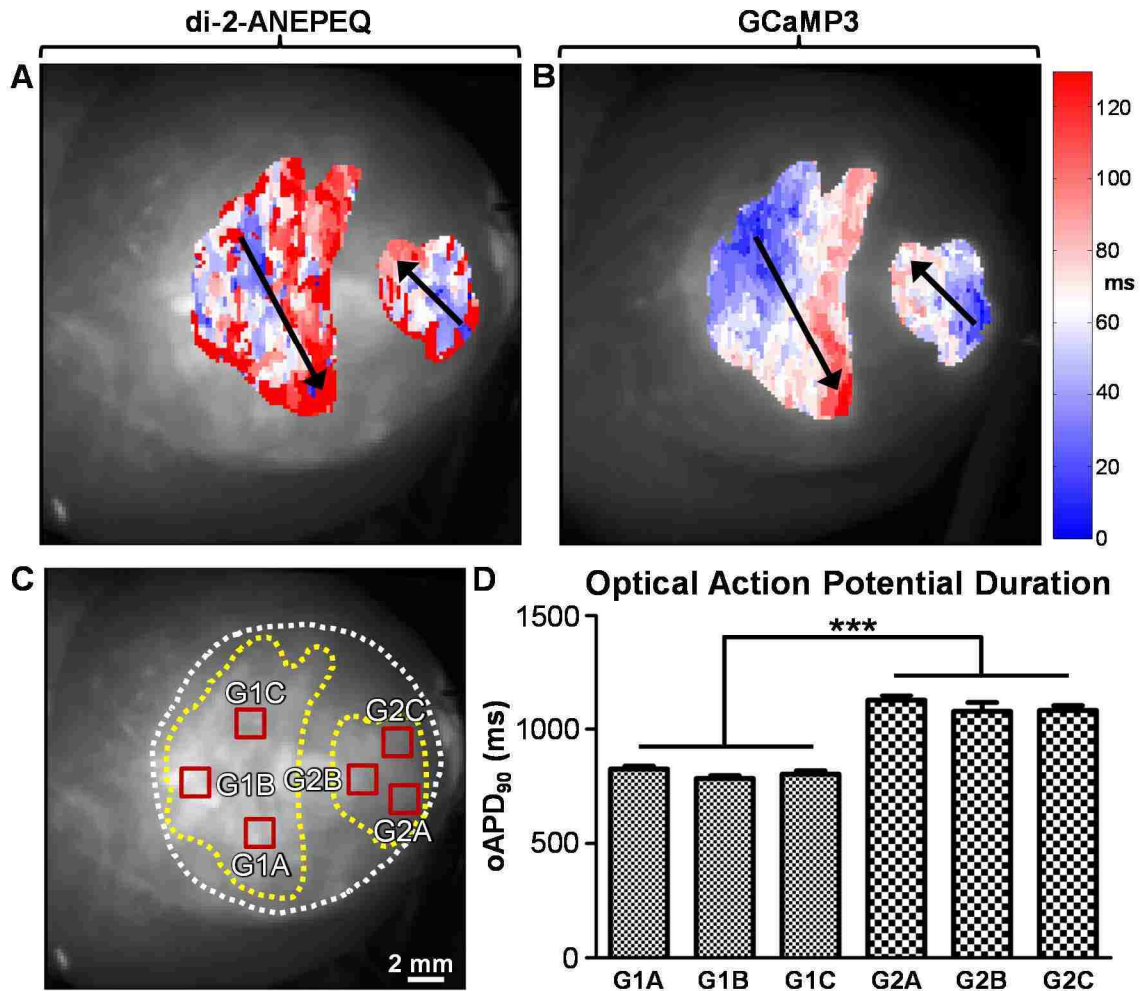 di-2-ANEPEQ
GCaMP3
A
B
120
100
80
ms
60
40
20
0
C
G1C
G2C
G1B
G2B
G2A
G1A
2 mm
D
Optical Action Potential Duration
1500
***
1000
500
0
oAPD90 (ms)
G1A G1B G1C G2A G2B G2C